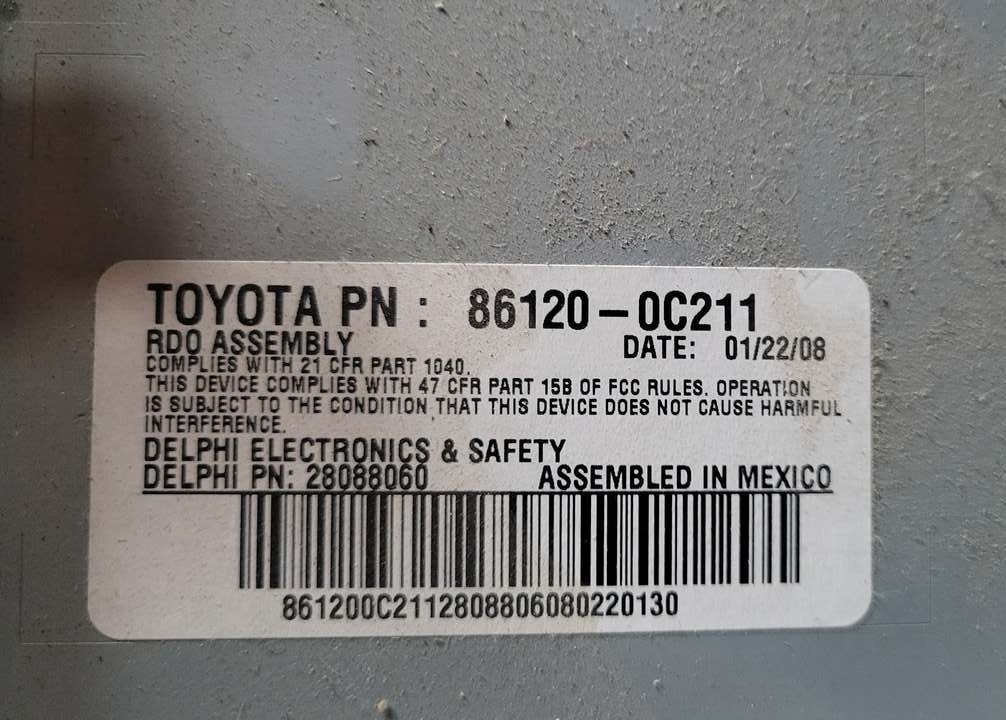 TOYOTA PN : 86120-0C211
RDO ASSEMBLY DATE: 01/22/08
COMPLIES WITH 21 CFR PART 1040.
THIS DEVICE COMPLIES WITH 47 CFR PART 15B OF FCC RULES. OPERATION
IS SUBJECT TO THE CONDITION THAT THIS DEVICE DOES NOT CAUSE HARMFUL
INTERFERENCE.
DELPHI ELECTRONICS & SAFETY
DELPHI PN: 28088060 ASSEMBLED IN MEXICO
861200C2112808806080220130